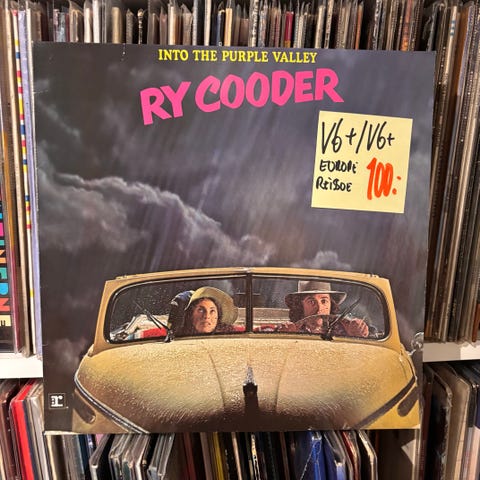 INTO THE PURPLE VALLEY
RY COODER
VG+/VG+
EUROPE
REISSUE
100:-
r